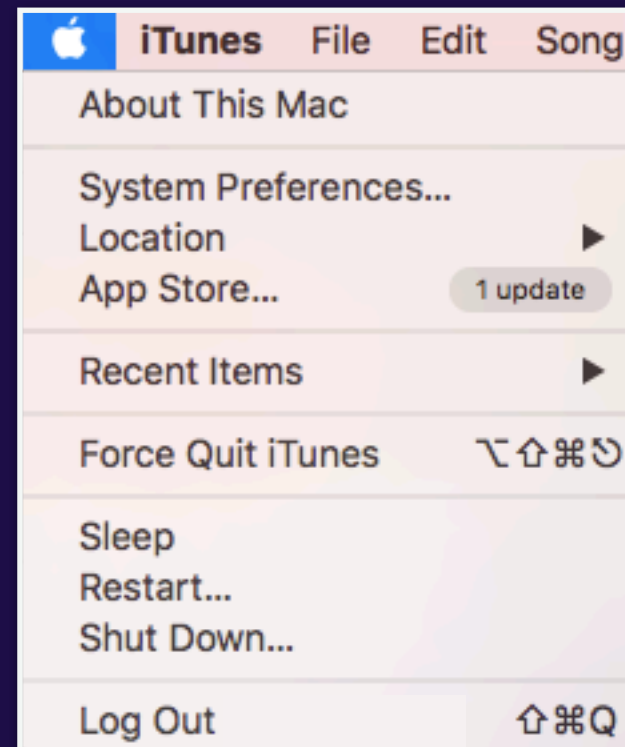 iTunes File Edit Song
About This Mac
System Preferences...
Location ▶
App Store... 1 update
Recent Items ▶
Force Quit iTunes ⌥⇧⌘⎋
Sleep
Restart...
Shut Down...
Log Out ⇧⌘Q